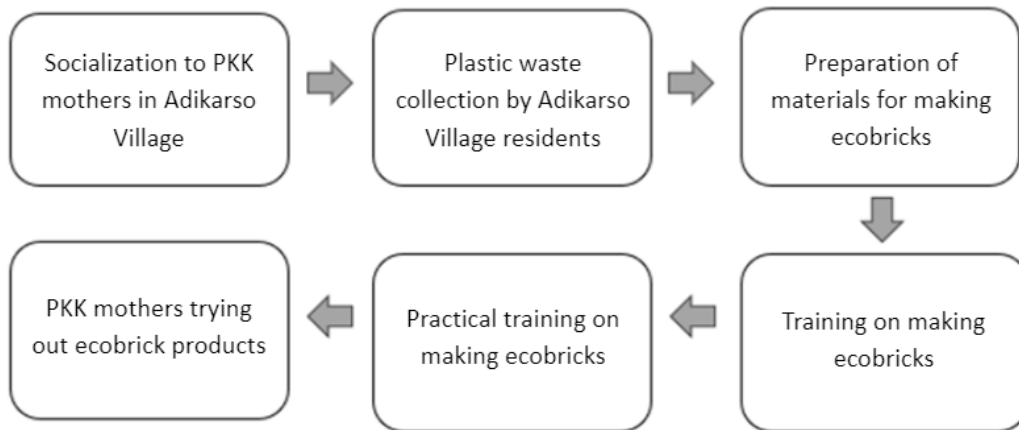 Socialization to PKK
mothers in Adikarso
Village
Plastic waste
collection by Adikarso
Village residents
Preparation of
materials for making
ecobricks
Training on making
ecobricks
Practical training on
making ecobricks
PKK mothers trying
out ecobrick products